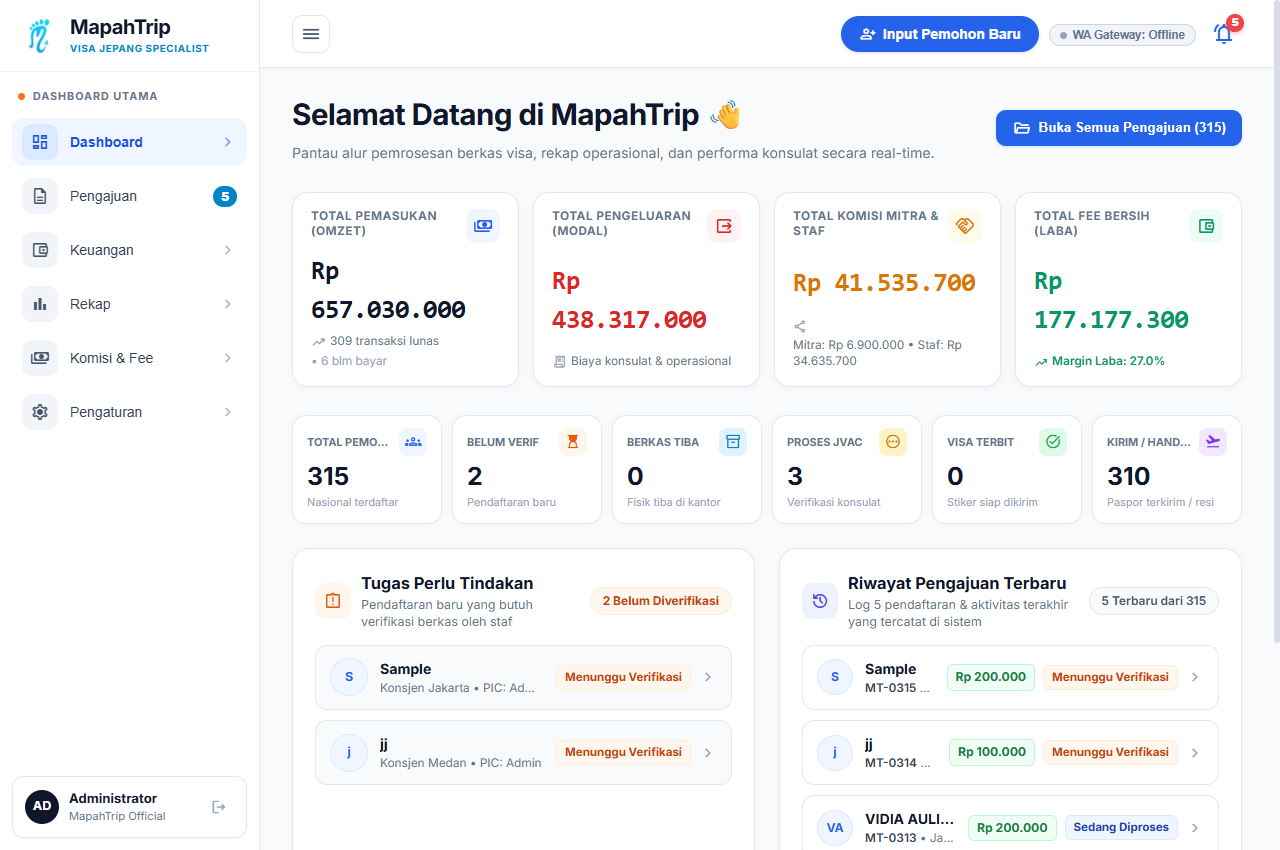 MapahTrip
VISA JEPANG SPECIALIST
DASHBOARD UTAMA
Dashboard
Pengajuan
5
Keuangan
Rekap
Komisi & Fee
Pengaturan
AD
Administrator
MapahTrip Official
Input Pemohon Baru
WA Gateway: Offline
5
Selamat Datang di MapahTrip 👋
Pantau alur pemrosesan berkas visa, rekap operasional, dan performa konsulat secara real-time.
Buka Semua Pengajuan (315)
TOTAL PEMASUKAN
(OMZET)
Rp
657.030.000
309 transaksi lunas
• 6 blm bayar
TOTAL PENGELUARAN
(MODAL)
Rp
438.317.000
Biaya konsulat & operasional
TOTAL KOMISI MITRA &
STAF
Rp 41.535.700
Mitra: Rp 6.900.000 • Staf: Rp
34.635.700
TOTAL FEE BERSIH
(LABA)
Rp
177.177.300
Margin Laba: 27.0%
TOTAL PEMO...
315
Nasional terdaftar
BELUM VERIF
2
Pendaftaran baru
BERKAS TIBA
0
Fisik tiba di kantor
PROSES JVAC
3
Verifikasi konsulat
VISA TERBIT
0
Stiker siap dikirim
KIRIM / HAND...
310
Paspor terkirim / resi
Tugas Perlu Tindakan
Pendaftaran baru yang butuh
verifikasi berkas oleh staf
2 Belum Diverifikasi
S
Sample
Konsjen Jakarta • PIC: Ad...
Menunggu Verifikasi
j
jj
Konsjen Medan • PIC: Admin
Menunggu Verifikasi
Riwayat Pengajuan Terbaru
Log 5 pendaftaran & aktivitas terakhir
yang tercatat di sistem
5 Terbaru dari 315
S
Sample
MT-0315 ...
Rp 200.000
Menunggu Verifikasi
j
jj
MT-0314 ...
Rp 100.000
Menunggu Verifikasi
VA
VIDIA AULI...
MT-0313 • Ja...
Rp 200.000
Sedang Diproses